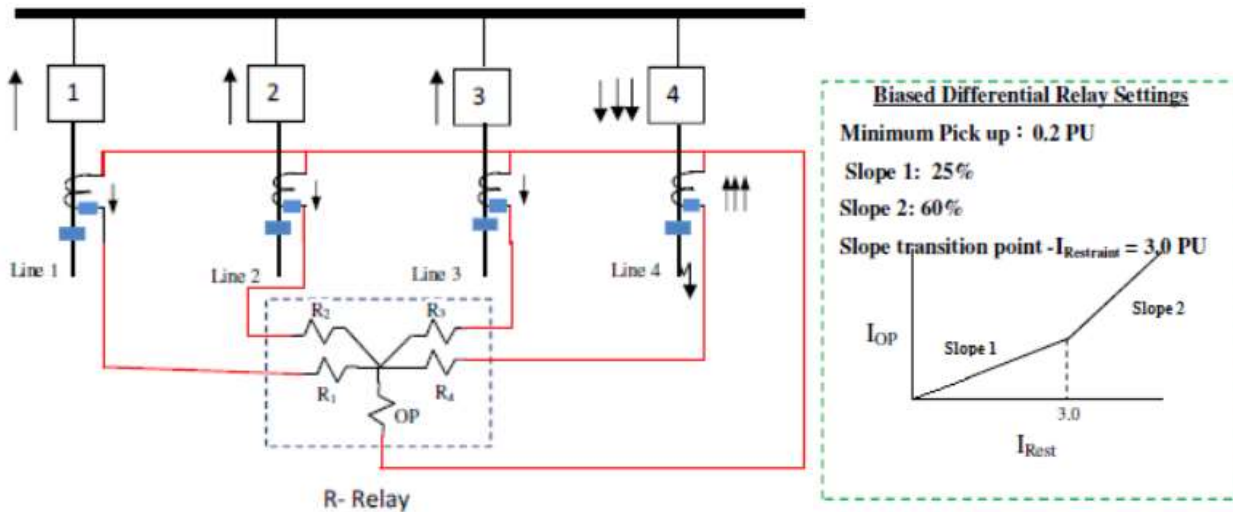 1
2
3
4
Line 1
Line 2
Line 3
Line 4
R2
R3
R1
R4
OP
R- Relay
Biased Differential Relay Settings
Minimum Pick up : 0.2 PU
Slope 1: 25%
Slope 2: 60%
Slope transition point -IRestraint = 3.0 PU
IOP
Slope 1
Slope 2
3.0
IRest